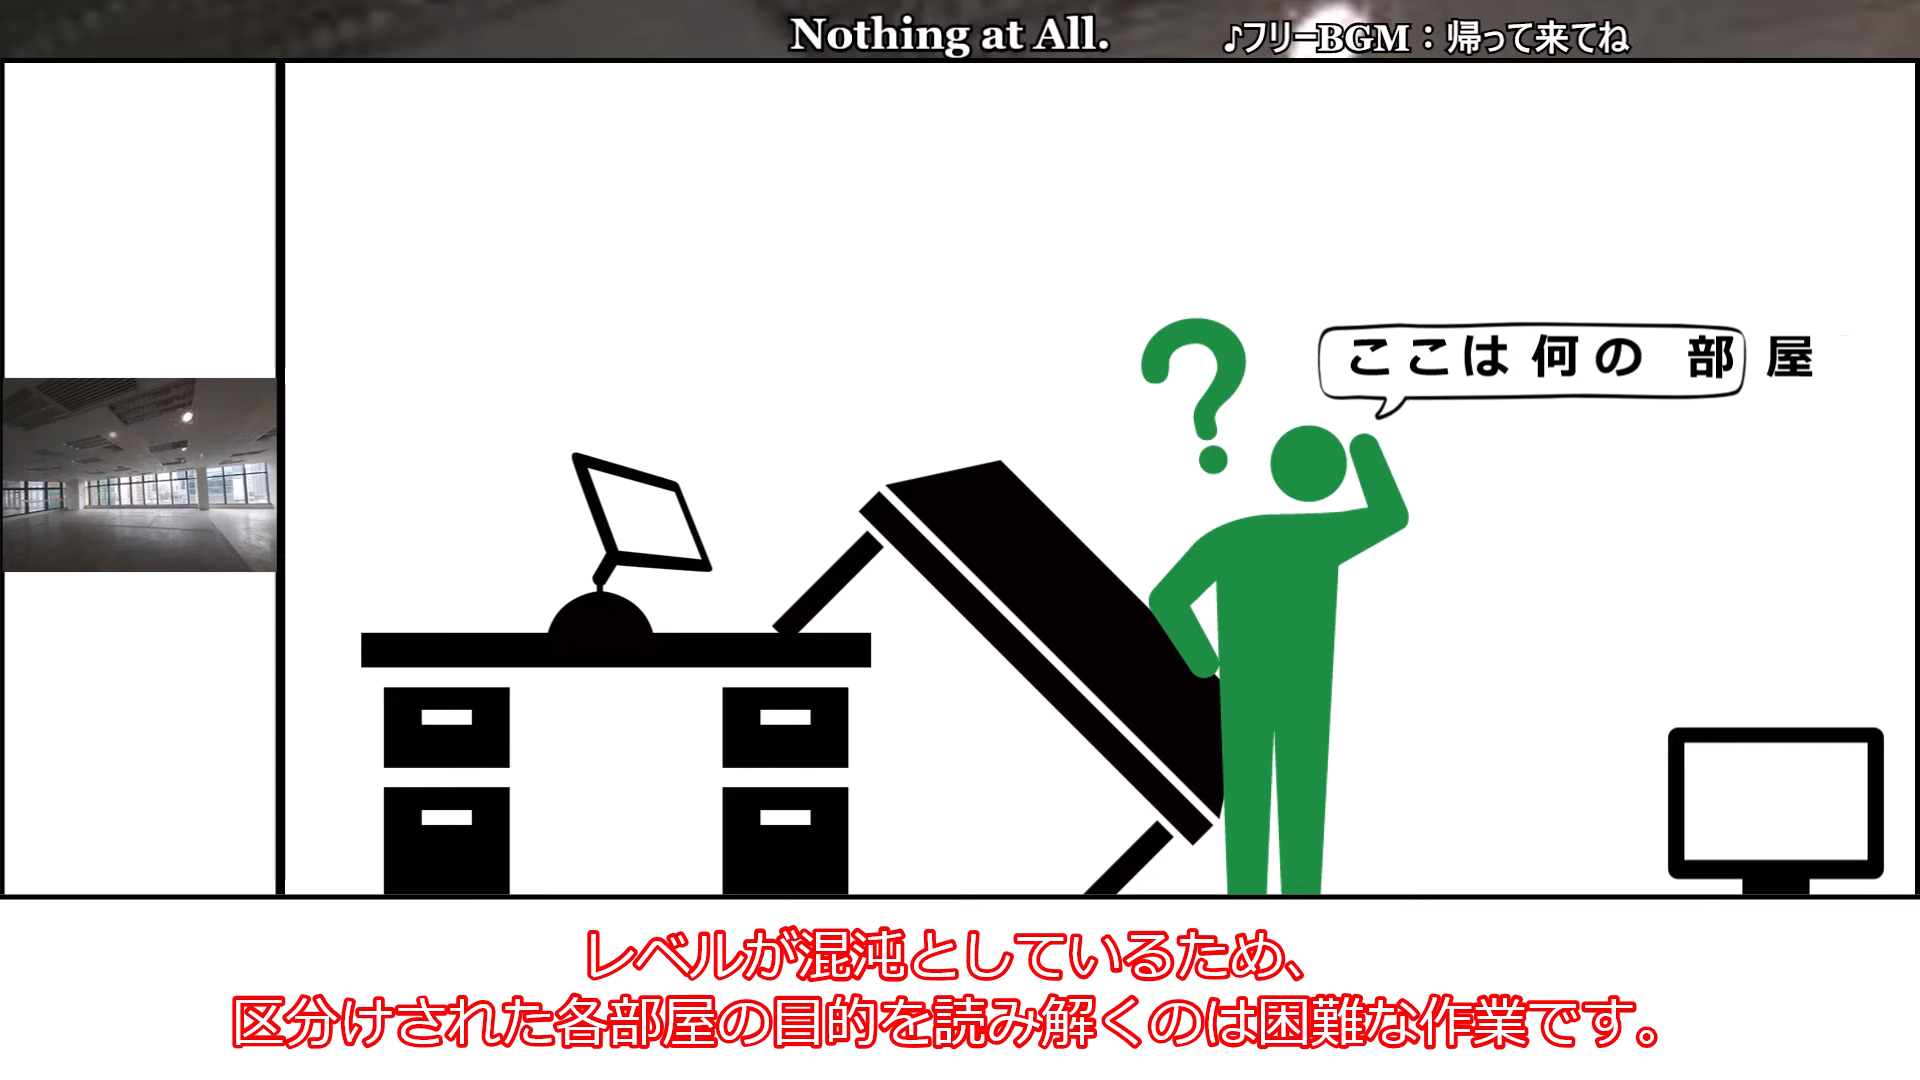 Nothing at All.
♪フリーBGM：帰って来てね
ここは何の部屋
レベルが混沌としているため、
区分けされた各部屋の目的を読み解くのは困難な作業です。